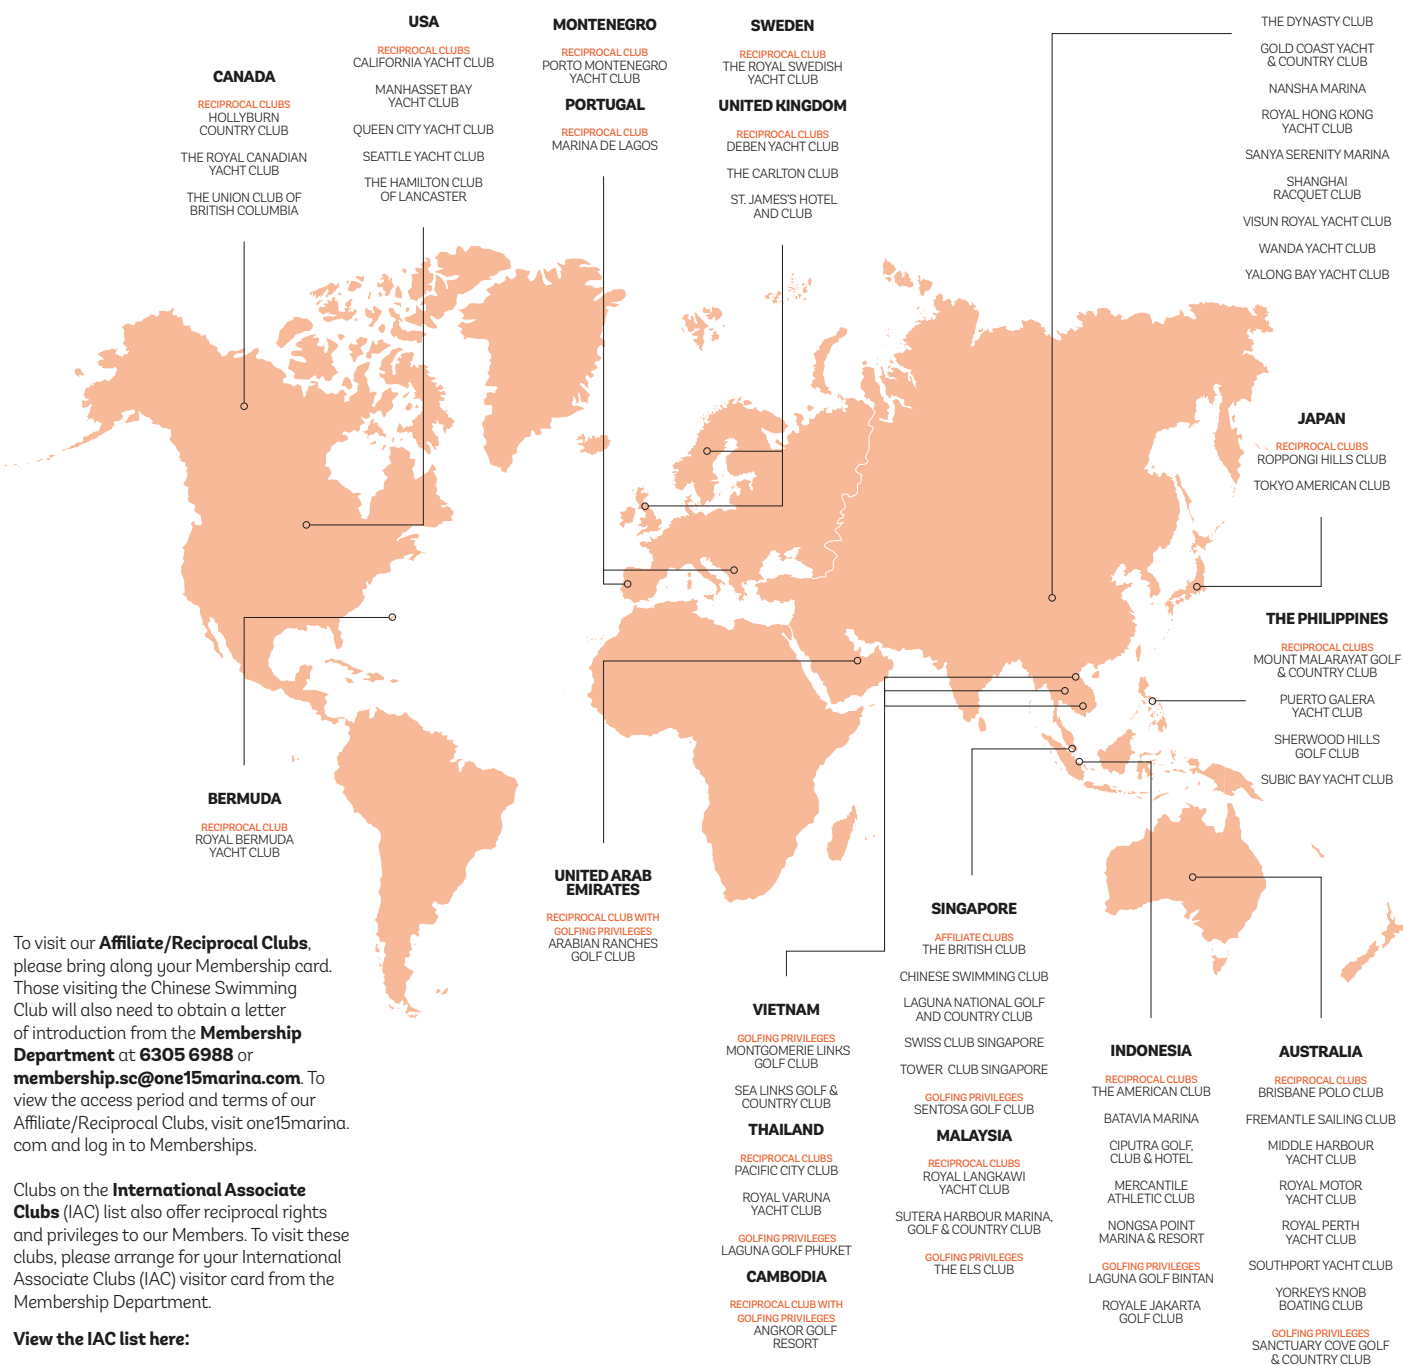 CANADA
RECIPROCAL CLUBS
HOLLYBURN
COUNTRY CLUB
THE ROYAL CANADIAN
YACHT CLUB
THE UNION CLUB OF
BRITISH COLUMBIA
USA
RECIPROCAL CLUBS
CALIFORNIA YACHT CLUB
MANHASSET BAY
YACHT CLUB
QUEEN CITY YACHT CLUB
SEATTLE YACHT CLUB
THE HAMILTON CLUB
OF LANCASTER
MONTENEGRO
RECIPROCAL CLUB
PORTO MONTENEGRO
YACHT CLUB
PORTUGAL
RECIPROCAL CLUB
MARINA DE LAGOS
SWEDEN
RECIPROCAL CLUB
THE ROYAL SWEDISH
YACHT CLUB
UNITED KINGDOM
RECIPROCAL CLUBS
DEBEN YACHT CLUB
THE CARLTON CLUB
ST. JAMES'S HOTEL
AND CLUB
THE DYNASTY CLUB
GOLD COAST YACHT
& COUNTRY CLUB
NANSHA MARINA
ROYAL HONG KONG
YACHT CLUB
SANYA SERENITY MARINA
SHANGHAI
RACQUET CLUB
VISUN ROYAL YACHT CLUB
WANDA YACHT CLUB
YALONG BAY YACHT CLUB
JAPAN
RECIPROCAL CLUBS
ROPPONGI HILLS CLUB
TOKYO AMERICAN CLUB
THE PHILIPPINES
RECIPROCAL CLUBS
MOUNT MALARAYAT GOLF
& COUNTRY CLUB
PUERTO GALERA
YACHT CLUB
SHERWOOD HILLS
GOLF CLUB
SUBIC BAY YACHT CLUB
BERMUDA
RECIPROCAL CLUB
ROYAL BERMUDA
YACHT CLUB
UNITED ARAB
EMIRATES
RECIPROCAL CLUB WITH
GOLFING PRIVILEGES
ARABIAN RANCHES
GOLF CLUB
To visit our Affiliate/Reciprocal Clubs,
please bring along your Membership card.
Those visiting the Chinese Swimming
Club will also need to obtain a letter
of introduction from the Membership
Department at 6305 6988 or
membership.sc@one15marina.com. To
view the access period and terms of our
Affiliate/Reciprocal Clubs, visit one15marina.
com and log in to Memberships.
Clubs on the International Associate
Clubs (IAC) list also offer reciprocal rights
and privileges to our Members. To visit these
clubs, please arrange for your International
Associate Clubs (IAC) visitor card from the
Membership Department.
View the IAC list here:
VIETNAM
GOLFING PRIVILEGES
MONTGOMERIE LINKS
GOLF CLUB
SEA LINKS GOLF &
COUNTRY CLUB
THAILAND
RECIPROCAL CLUBS
PACIFIC CITY CLUB
ROYAL VARUNA
YACHT CLUB
GOLFING PRIVILEGES
LAGUNA GOLF PHUKET
CAMBODIA
RECIPROCAL CLUB WITH
GOLFING PRIVILEGES
ANGKOR GOLF
RESORT
SINGAPORE
AFFILIATE CLUBS
THE BRITISH CLUB
CHINESE SWIMMING CLUB
LAGUNA NATIONAL GOLF
AND COUNTRY CLUB
SWISS CLUB SINGAPORE
TOWER CLUB SINGAPORE
GOLFING PRIVILEGES
SENTOSA GOLF CLUB
MALAYSIA
RECIPROCAL CLUBS
ROYAL LANGKAWI
YACHT CLUB
SUTERA HARBOUR MARINA,
GOLF & COUNTRY CLUB
GOLFING PRIVILEGES
THE ELS CLUB
INDONESIA
RECIPROCAL CLUBS
THE AMERICAN CLUB
BATAVIA MARINA
CIPUTRA GOLF,
CLUB & HOTEL
MERCANTILE
ATHLETIC CLUB
NONGSA POINT
MARINA & RESORT
GOLFING PRIVILEGES
LAGUNA GOLF BINTAN
ROYALE JAKARTA
GOLF CLUB
AUSTRALIA
RECIPROCAL CLUBS
BRISBANE POLO CLUB
FREMANTLE SAILING CLUB
MIDDLE HARBOUR
YACHT CLUB
ROYAL MOTOR
YACHT CLUB
ROYAL PERTH
YACHT CLUB
SOUTHPORT YACHT CLUB
YORKEYS KNOB
BOATING CLUB
GOLFING PRIVILEGES
SANCTUARY COVE GOLF
& COUNTRY CLUB